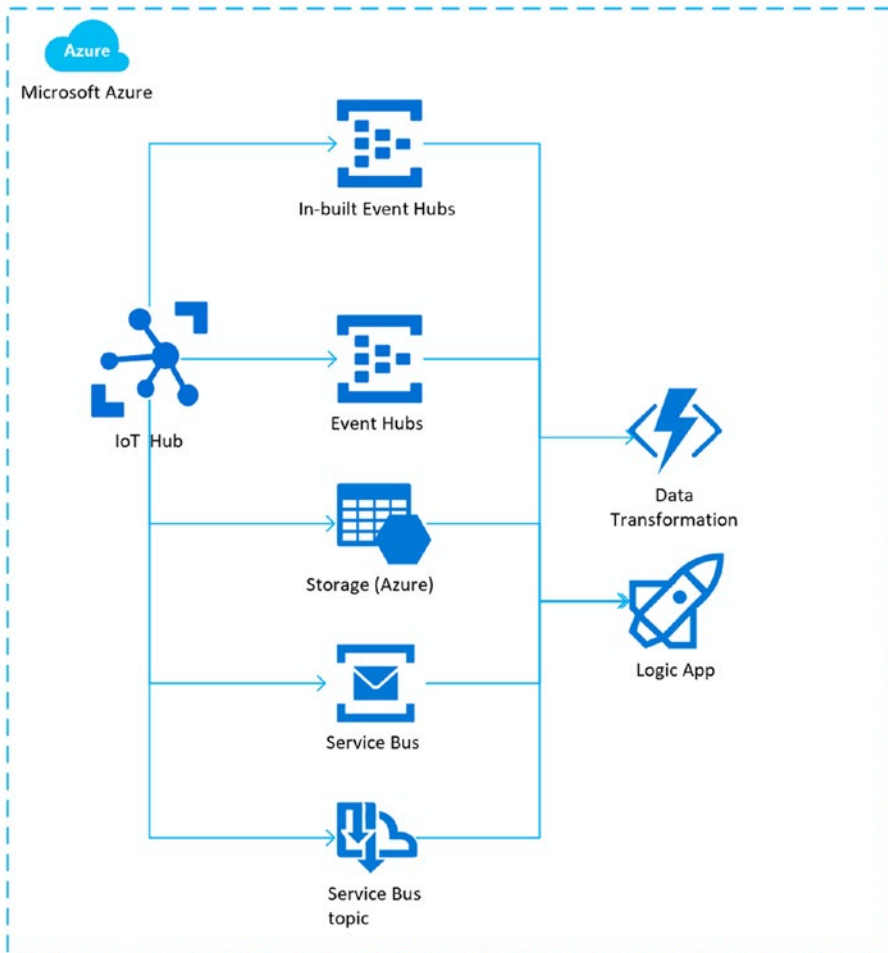 Azure
Microsoft Azure
In-built Event Hubs
IoT Hub
Event Hubs
Storage (Azure)
Service Bus
Service Bus
topic
Data
Transformation
Logic App